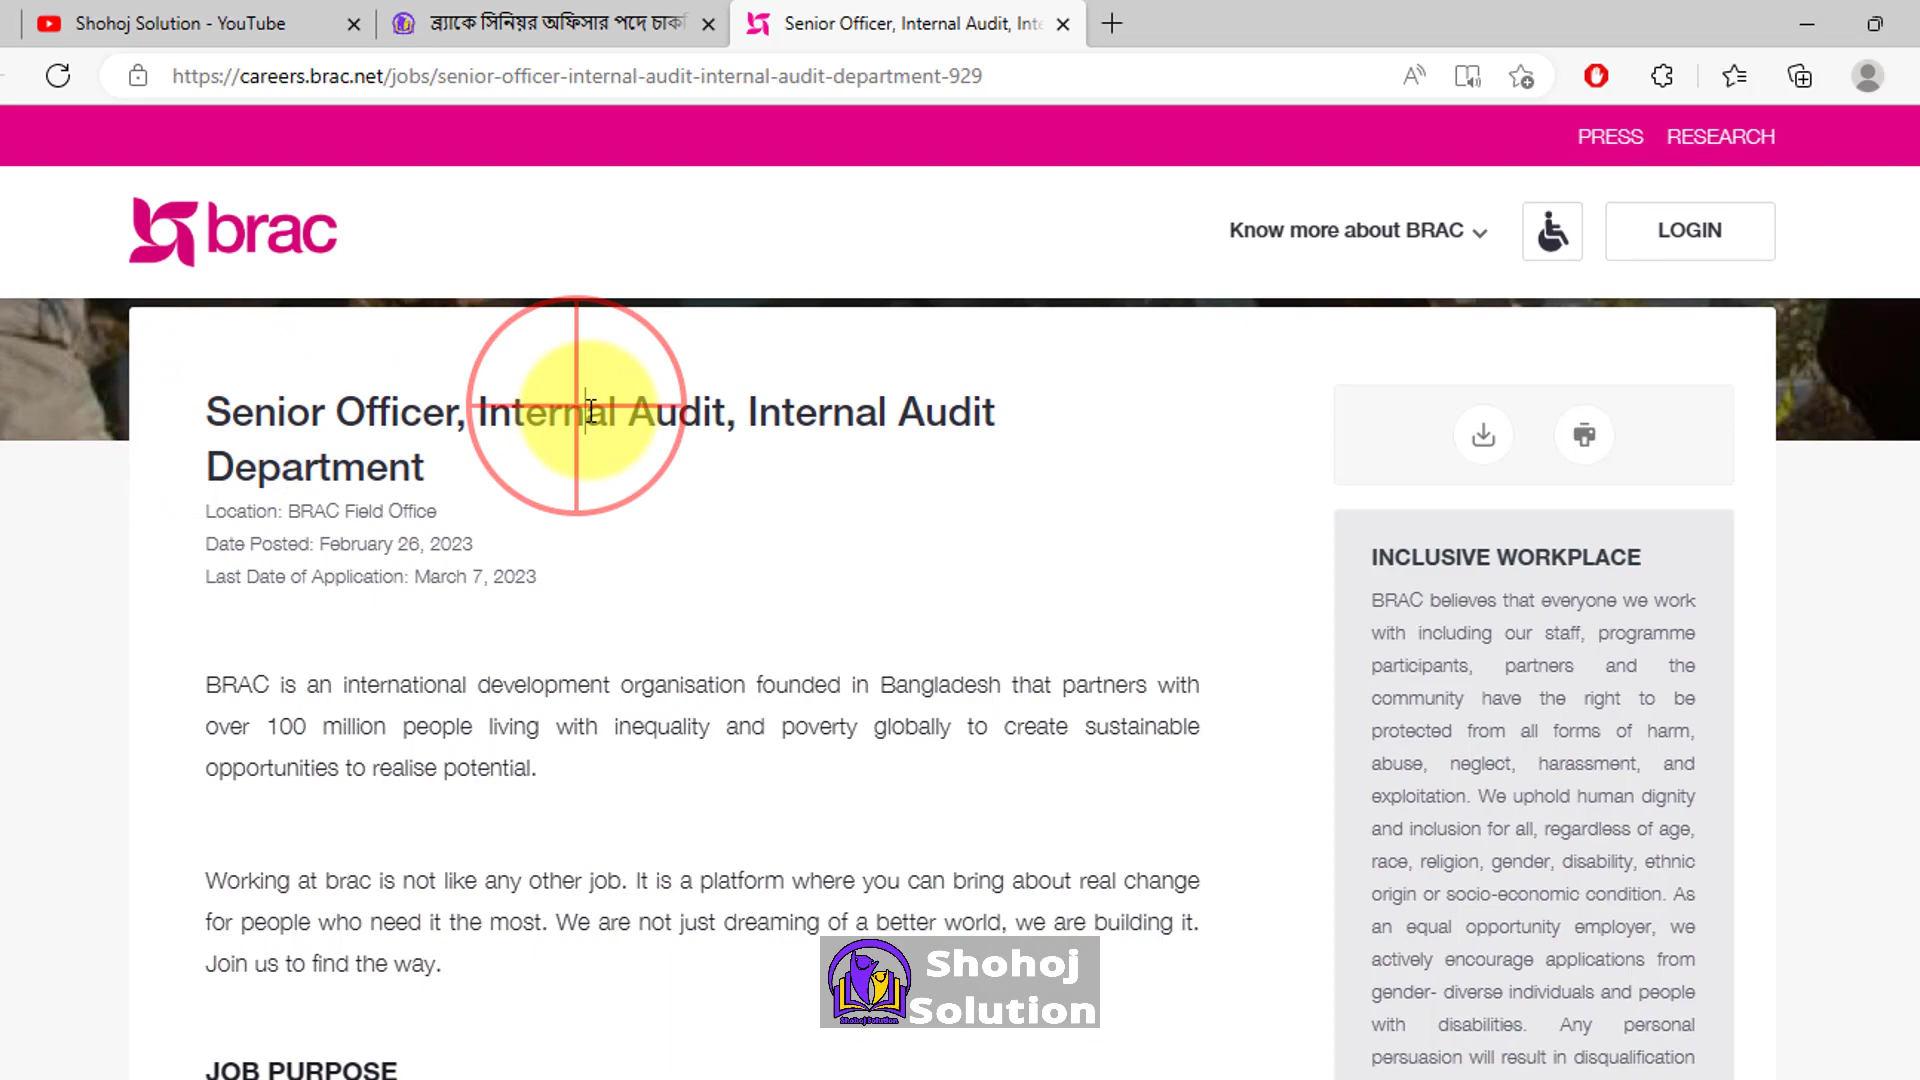 Shohoj Solution - YouTube
ব্র্যাকে সিনিয়র অফিসার পদে চাকরি
Senior Officer, Internal Audit, Inte
https://careers.brac.net/jobs/senior-officer-internal-audit-internal-audit-department-929
PRESS RESEARCH
brac
Know more about BRAC
LOGIN
Senior Officer, Internal Audit, Internal Audit
Department
Location: BRAC Field Office
Date Posted: February 26, 2023
Last Date of Application: March 7, 2023
BRAC is an international development organisation founded in Bangladesh that partners with
over 100 million people living with inequality and poverty globally to create sustainable
opportunities to realise potential.
Working at brac is not like any other job. It is a platform where you can bring about real change
for people who need it the most. We are not just dreaming of a better world, we are building it.
Join us to find the way.
JOB PURPOSE
INCLUSIVE WORKPLACE
BRAC believes that everyone we work
with including our staff, programme
participants, partners and the
community have the right to be
protected from all forms of harm,
abuse, neglect, harassment, and
exploitation. We uphold human dignity
and inclusion for all, regardless of age,
race, religion, gender, disability, ethnic
origin or socio-economic condition. As
an equal opportunity employer, we
actively encourage applications from
gender- diverse individuals and people
with disabilities. Any personal
persuasion will result in disqualification
Shohoj
Solution
Shohoj Solution